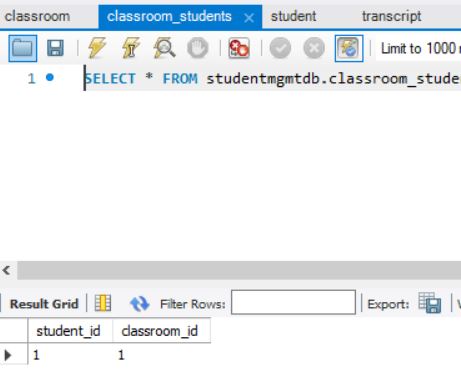 classroom classroom_students student transcript
Limit to 1000 r
1 SELECT * FROM studentmgmtdb.classroom_stude
Result Grid Filter Rows: Export:
student_id classroom_id
1 1